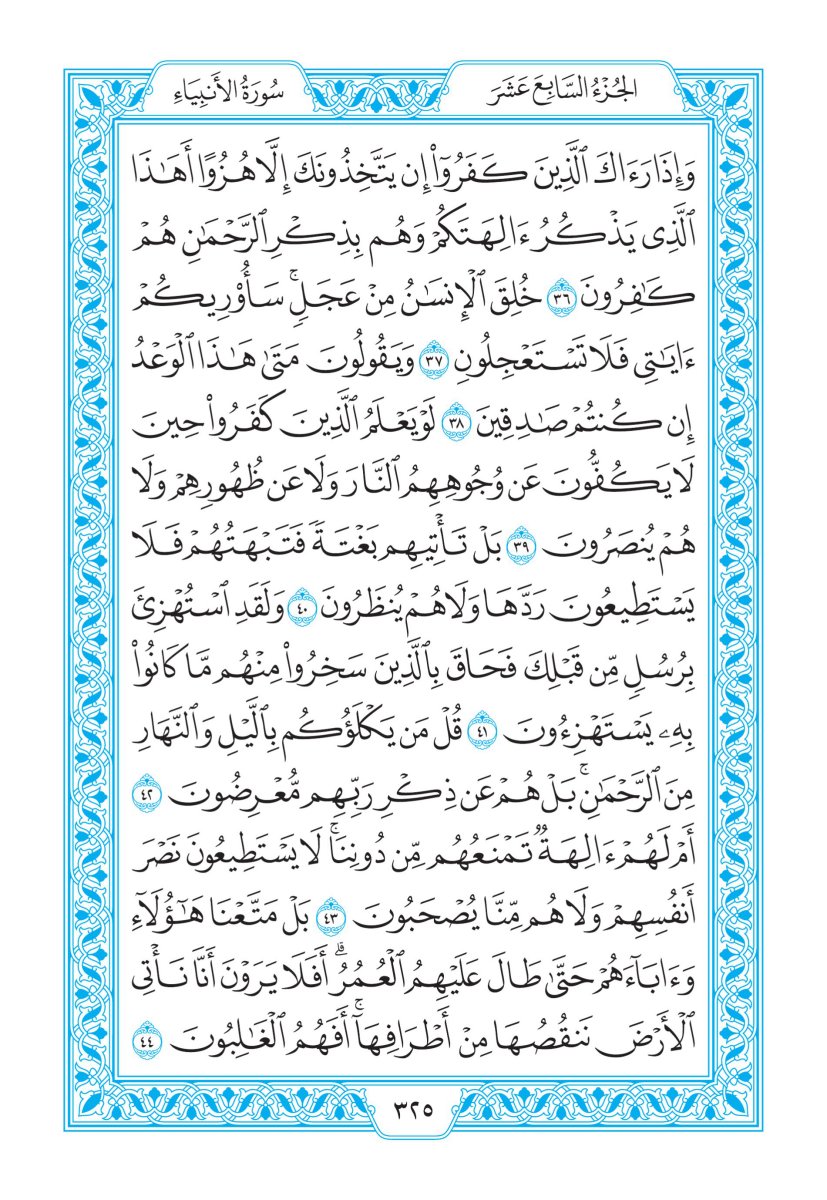 الجُزْءُ السَّابِعَ عَشَرَ
سُورَةُ الأَنبِيَاءِ
وَإِذَا رَءَاكَ ٱلَّذِينَ كَفَرُوٓا۟ إِن يَتَّخِذُونَكَ إِلَّا هُزُوًا أَهَٰذَا
ٱلَّذِى يَذْكُرُ ءَالِهَتَكُمْ وَهُم بِذِكْرِ ٱلرَّحْمَٰنِ هُمْ
كَٰفِرُونَ ٣٦ خُلِقَ ٱلْإِنسَٰنُ مِنْ عَجَلٍۚ سَأُو۟رِيكُمْ
ءَايَٰتِى فَلَا تَسْتَعْجِلُونِ ٣٧ وَيَقُولُونَ مَتَىٰ هَٰذَا ٱلْوَعْدُ
إِن كُنتُمْ صَٰدِقِينَ ٣٨ لَوْ يَعْلَمُ ٱلَّذِينَ كَفَرُوا۟ حِينَ
لَا يَكُفُّونَ عَن وُجُوهِهِمُ ٱلنَّارَ وَلَا عَن ظُهُورِهِمْ وَلَا
هُمْ يُنصَرُونَ ٣٩ بَلْ تَأْتِيهِم بَغْتَةً فَتَبْهَتُهُمْ فَلَا
يَسْتَطِيعُونَ رَدَّهَا وَلَا هُمْ يُنظَرُونَ ٤٠ وَلَقَدِ ٱسْتُهْزِئَ
بِرُسُلٍ مِّن قَبْلِكَ فَحَاقَ بِٱلَّذِينَ سَخِرُوا۟ مِنْهُم مَّا كَانُوا۟
بِهِۦ يَسْتَهْزِءُونَ ٤١ قُلْ مَن يَكْلَؤُكُم بِٱلَّيْلِ وَٱلنَّهَارِ
مِنَ ٱلرَّحْمَٰنِۚ بَلْ هُمْ عَن ذِكْرِ رَبِّهِم مُّعْرِضُونَ ٤٢
أَمْ لَهُمْ ءَالِهَةٌ تَمْنَعُهُم مِّن دُونِنَاۚ لَا يَسْتَطِيعُونَ نَصْرَ
أَنفُسِهِمْ وَلَا هُم مِّنَّا يُصْحَبُونَ ٤٣ بَلْ مَتَّعْنَا هَٰٓؤُلَآءِ
وَءَابَآءَهُمْ حَتَّىٰ طَالَ عَلَيْهِمُ ٱلْعُمُرُۗ أَفَلَا يَرَوْنَ أَنَّا نَأْتِى
ٱلْأَرْضَ نَنقُصُهَا مِنْ أَطْرَافِهَآۚ أَفَهُمُ ٱلْغَٰلِبُونَ ٤٤
٣٢٥